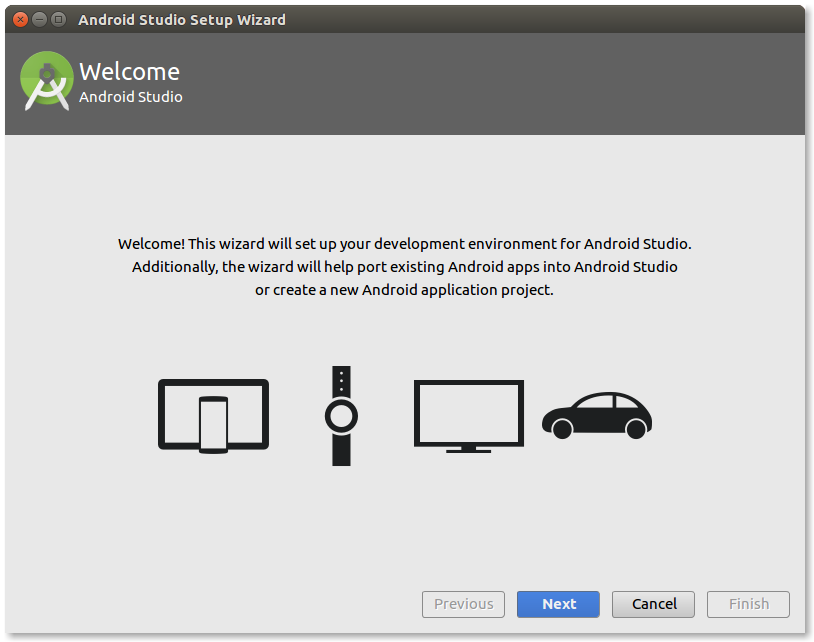 Android Studio Setup Wizard
Welcome
Android Studio
Welcome! This wizard will set up your development environment for Android Studio.
Additionally, the wizard will help port existing Android apps into Android Studio
or create a new Android application project.
Previous Next Cancel Finish